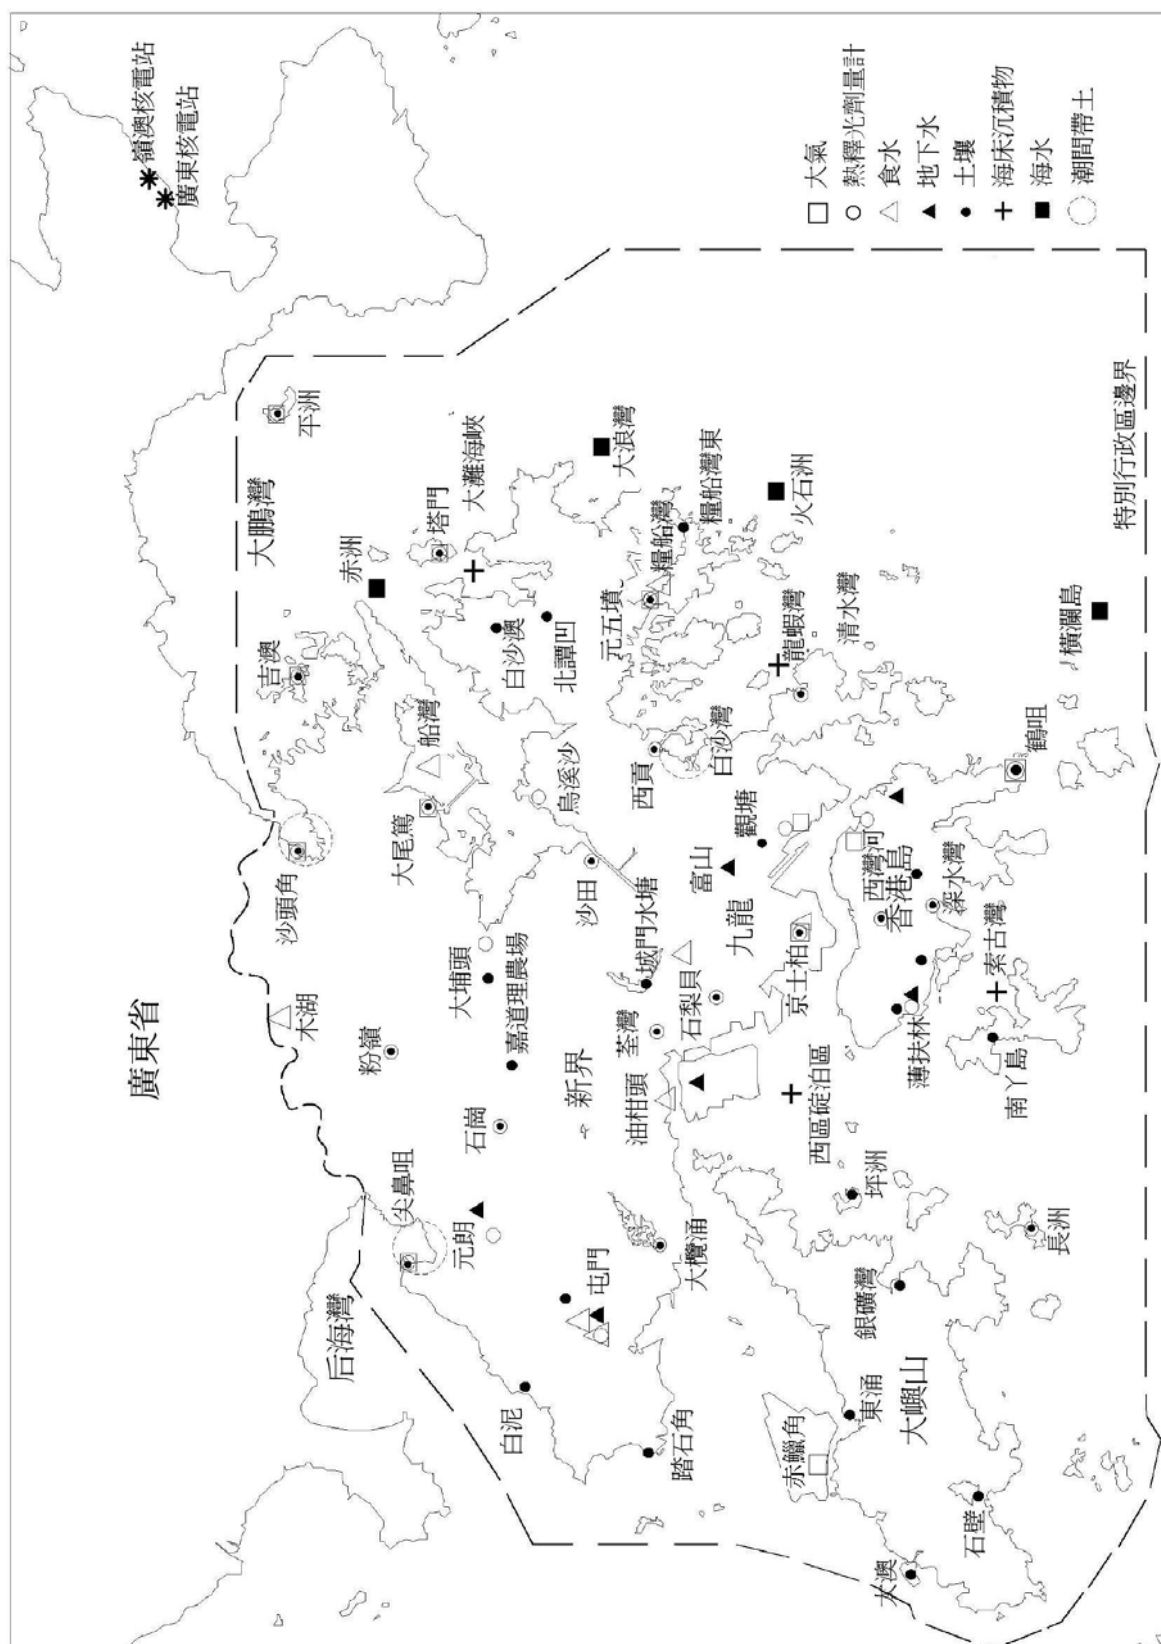 嶺澳核電站
廣東核電站
廣東省
大鵬灣
平洲
吉澳
赤洲
塔門
大灘海峽
沙頭角
木湖
粉嶺
船灣
大尾篤
白沙澳
北潭凹
大浪灣
烏溪沙
大埔頭
嘉道理農場
沙田
元五墳
糧船灣
糧船灣東
后海灣
尖鼻咀
元朗
石崗
新界
荃灣
城門水塘
石梨貝
油柑頭
西貢
白沙灣
龍蝦灣
清水灣
火石洲
白泥
屯門
大欖涌
踏石角
九龍
富山
觀塘
京士柏
西區碇泊區
西灣河
香港島
深水灣
薄扶林
索古灣
南丫島
鶴咀
橫瀾島
赤鱲角
東涌
大嶼山
銀礦灣
坪洲
長洲
大澳
石壁
特別行政區邊界
大氣
熱釋光劑量計
食水
地下水
土壤
海床沉積物
海水
潮間帶土